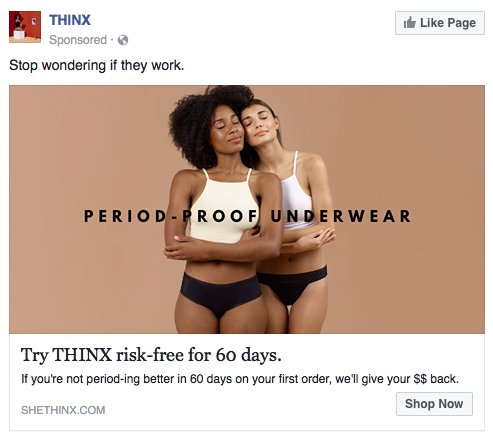 THINX
Like Page
Sponsored ·
Stop wondering if they work.
PERIOD-PROOF UNDERWEAR
Try THINX risk-free for 60 days.
If you're not period-ing better in 60 days on your first order, we'll give your $$ back.
SHETHINX.COM
Shop Now